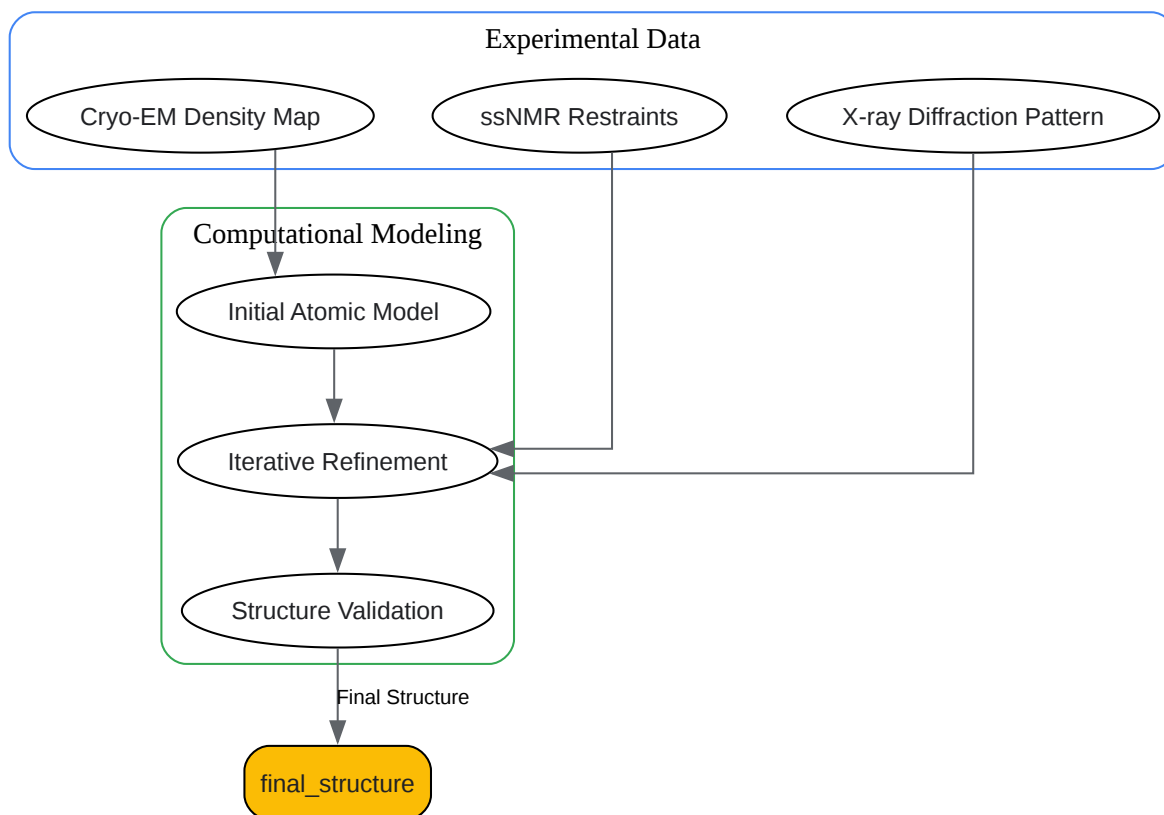 Experimental Data
Cryo-EM Density Map
ssNMR Restraints
X-ray Diffraction Pattern
Computational Modeling
Initial Atomic Model
Iterative Refinement
Structure Validation
Final Structure
final_structure